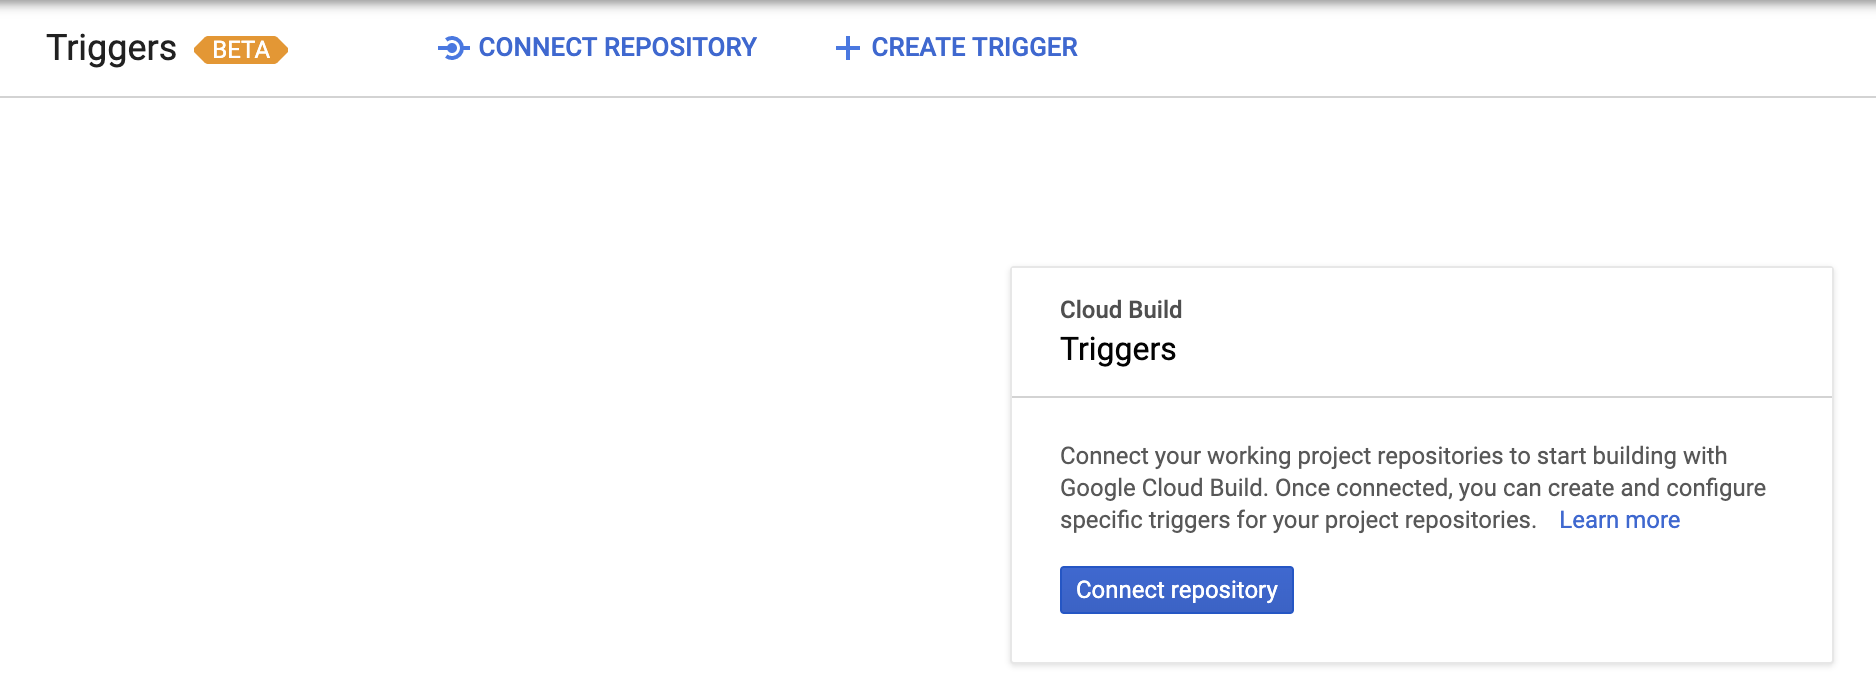 Triggers BETA CONNECT REPOSITORY CREATE TRIGGER
Cloud Build
Triggers
Connect your working project repositories to start building with
Google Cloud Build. Once connected, you can create and configure
specific triggers for your project repositories. Learn more
Connect repository